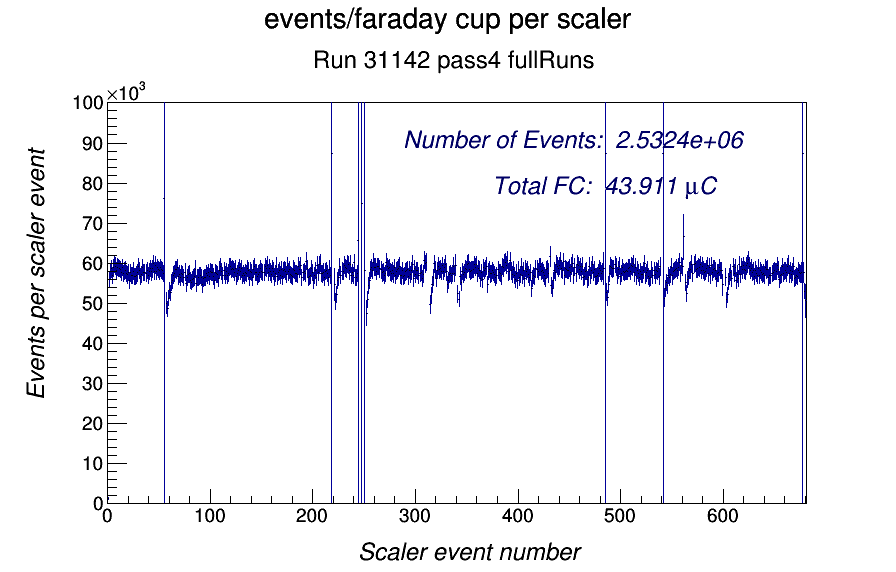 events/faraday cup per scaler
Run 31142 pass4 fullRuns
×10³
100
90
80
70
60
50
40
30
20
10
0
Events per scaler event
Number of Events: 2.5324e+06
Total FC: 43.911 μC
0 100 200 300 400 500 600
Scaler event number